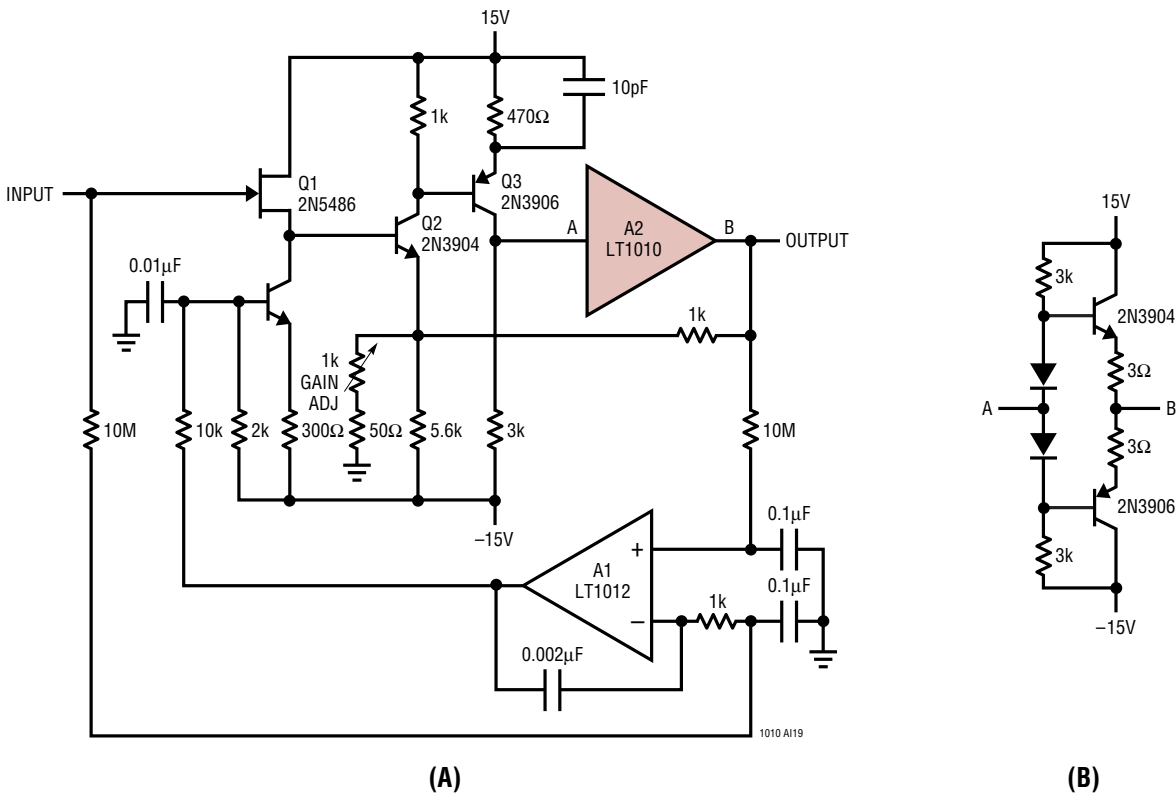 15V
10pF
1k
470Ω
INPUT
Q1
2N5486
Q2
2N3904
Q3
2N3906
A
A2
LT1010
B
OUTPUT
0.01µF
1k
GAIN
ADJ
1k
10M
10k
2k
300Ω
50Ω
5.6k
3k
10M
–15V
0.1µF
+
A1
LT1012
–
1k
0.1µF
0.002µF
1010 AI19
(A)
15V
3k
2N3904
3Ω
A
B
3Ω
2N3906
3k
–15V
(B)